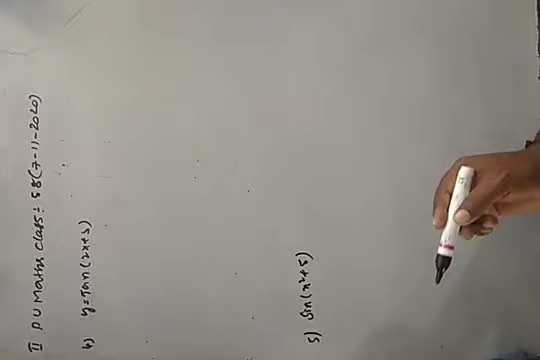 II PU Maths class: 58(7-11-2020)
4) y=Tan(2x+3)
5) Sin(x²+5)